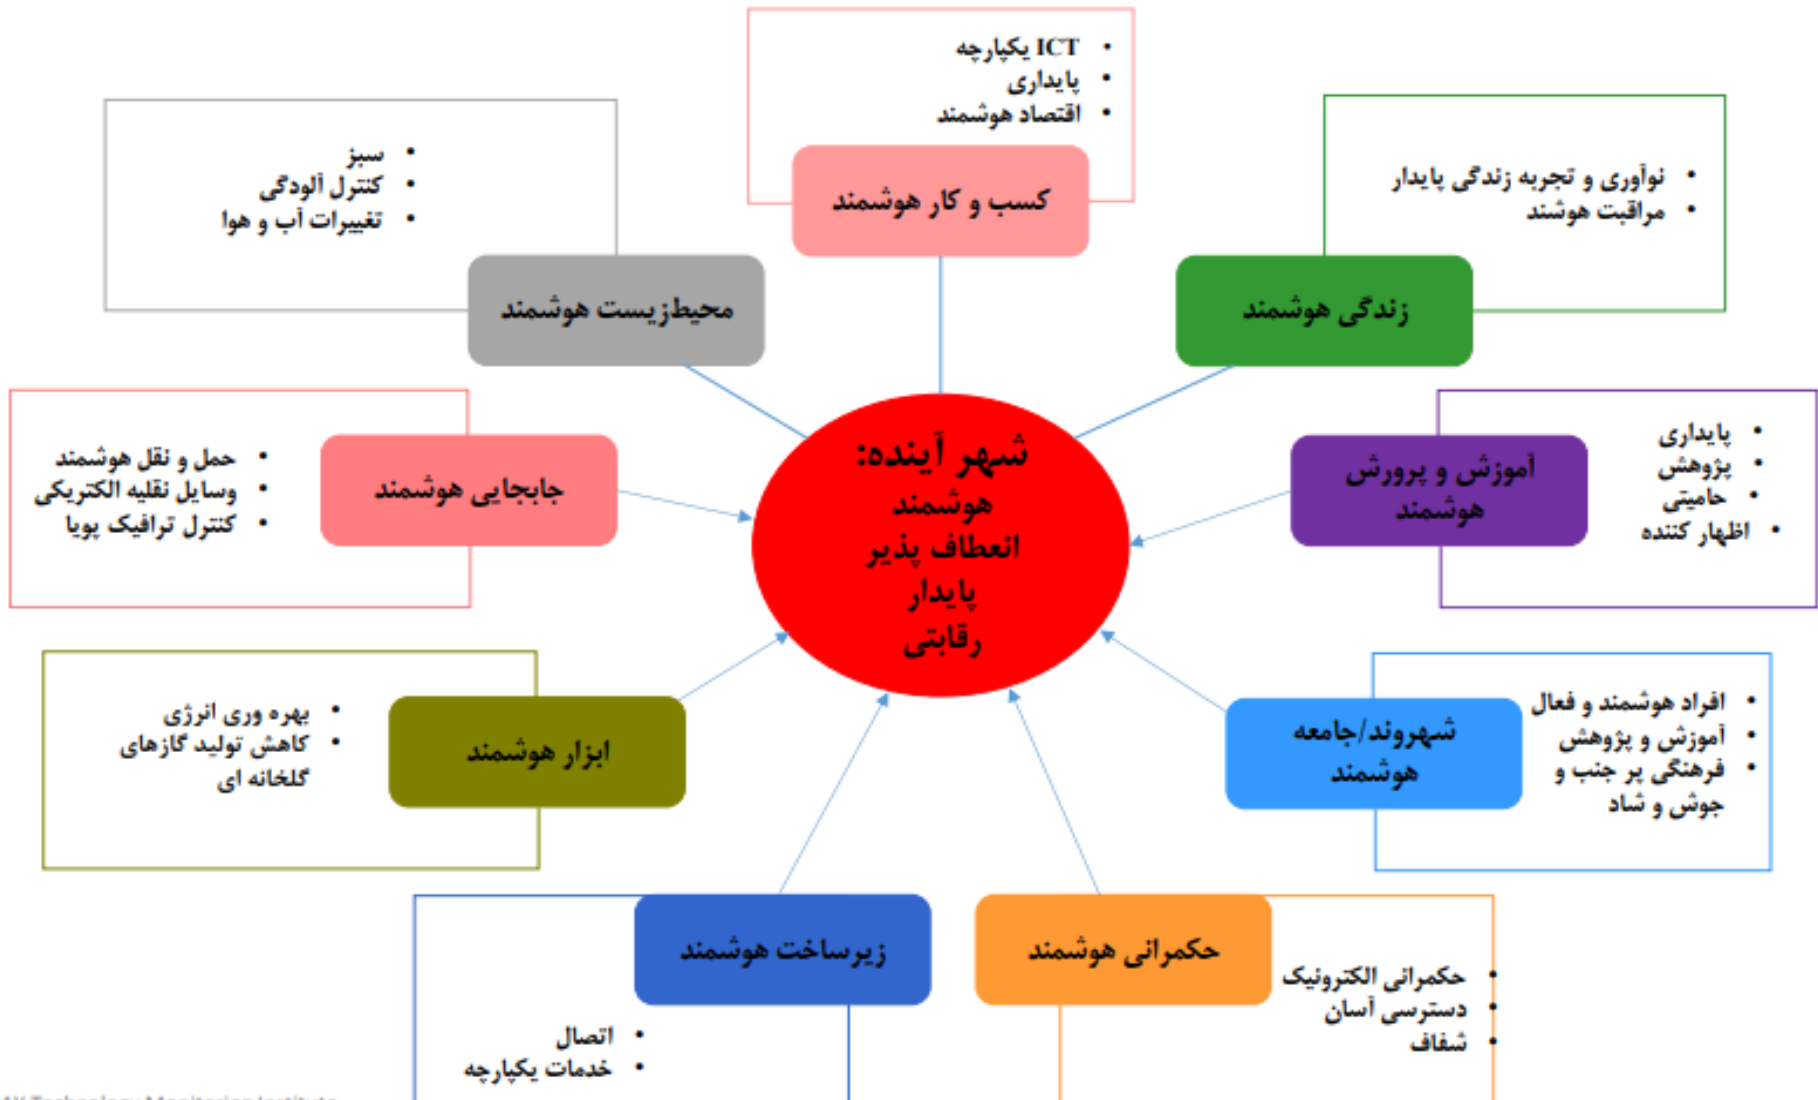 ICT یکپارچه
پایداری
اقتصاد هوشمند
کسب و کار هوشمند
نوآوری و تجربه زندگی پایدار
مراقبت هوشند
زندگی هوشمند
سبز
کنترل آلودگی
تغییرات آب و هوا
محیط‌زیست هوشمند
شهر آینده:
هوشمند
انعطاف پذیر
پایدار
رقابتی
پایداری
پژوهش
حامیتی
اظهار کننده
آموزش و پرورش
هوشمند
حمل و نقل هوشمند
وسایل نقلیه الکتریکی
کنترل ترافیک پویا
جابجایی هوشمند
افراد هوشمند و فعال
آموزش و پژوهش
فرهنگی پر جنب و
جوش و شاد
شهروند/جامعه
هوشمند
بهره وری انرژی
کاهش تولید گازهای
گلخانه ای
ابزار هوشمند
حکمرانی هوشمند
حکمرانی الکترونیک
دسترسی آسان
شفاف
زیرساخت هوشمند
اتصال
خدمات یکپارچه
Technology Monitoring Institute